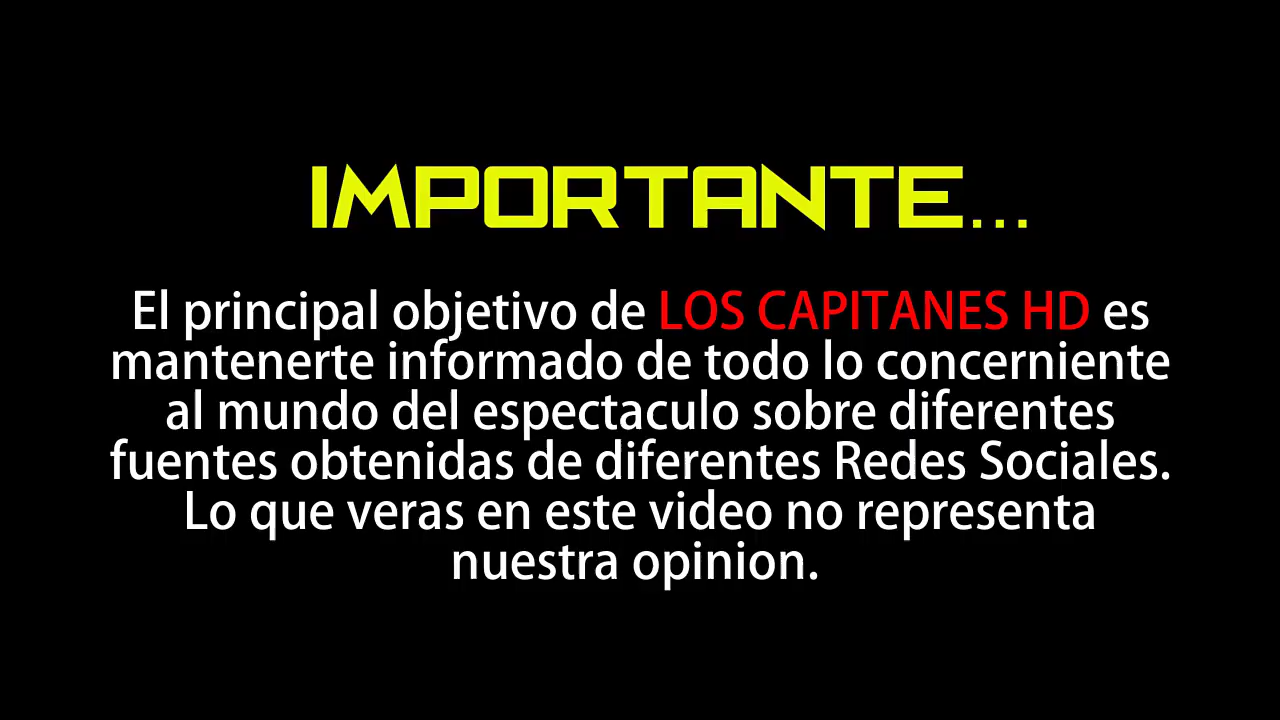 IMPORTANTE...
El principal objetivo de LOS CAPITANES HD es
mantenerte informado de todo lo concerniente
al mundo del espectaculo sobre diferentes
fuentes obtenidas de diferentes Redes Sociales.
Lo que veras en este video no representa
nuestra opinion.